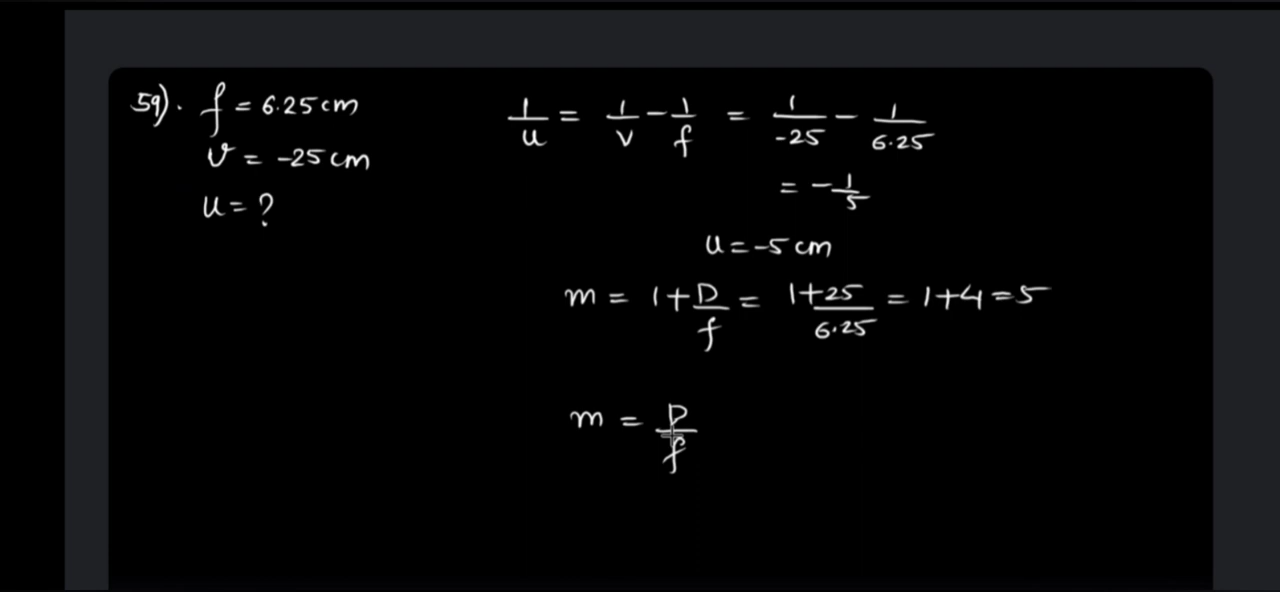 59). f = 6.25 cm
v = -25 cm
u = ?
1/u = 1/v - 1/f = 1/-25 - 1/6.25
= - 1/5
u = -5 cm
m = 1+D/f = 1+25/6.25 = 1+4=5
m = D/f